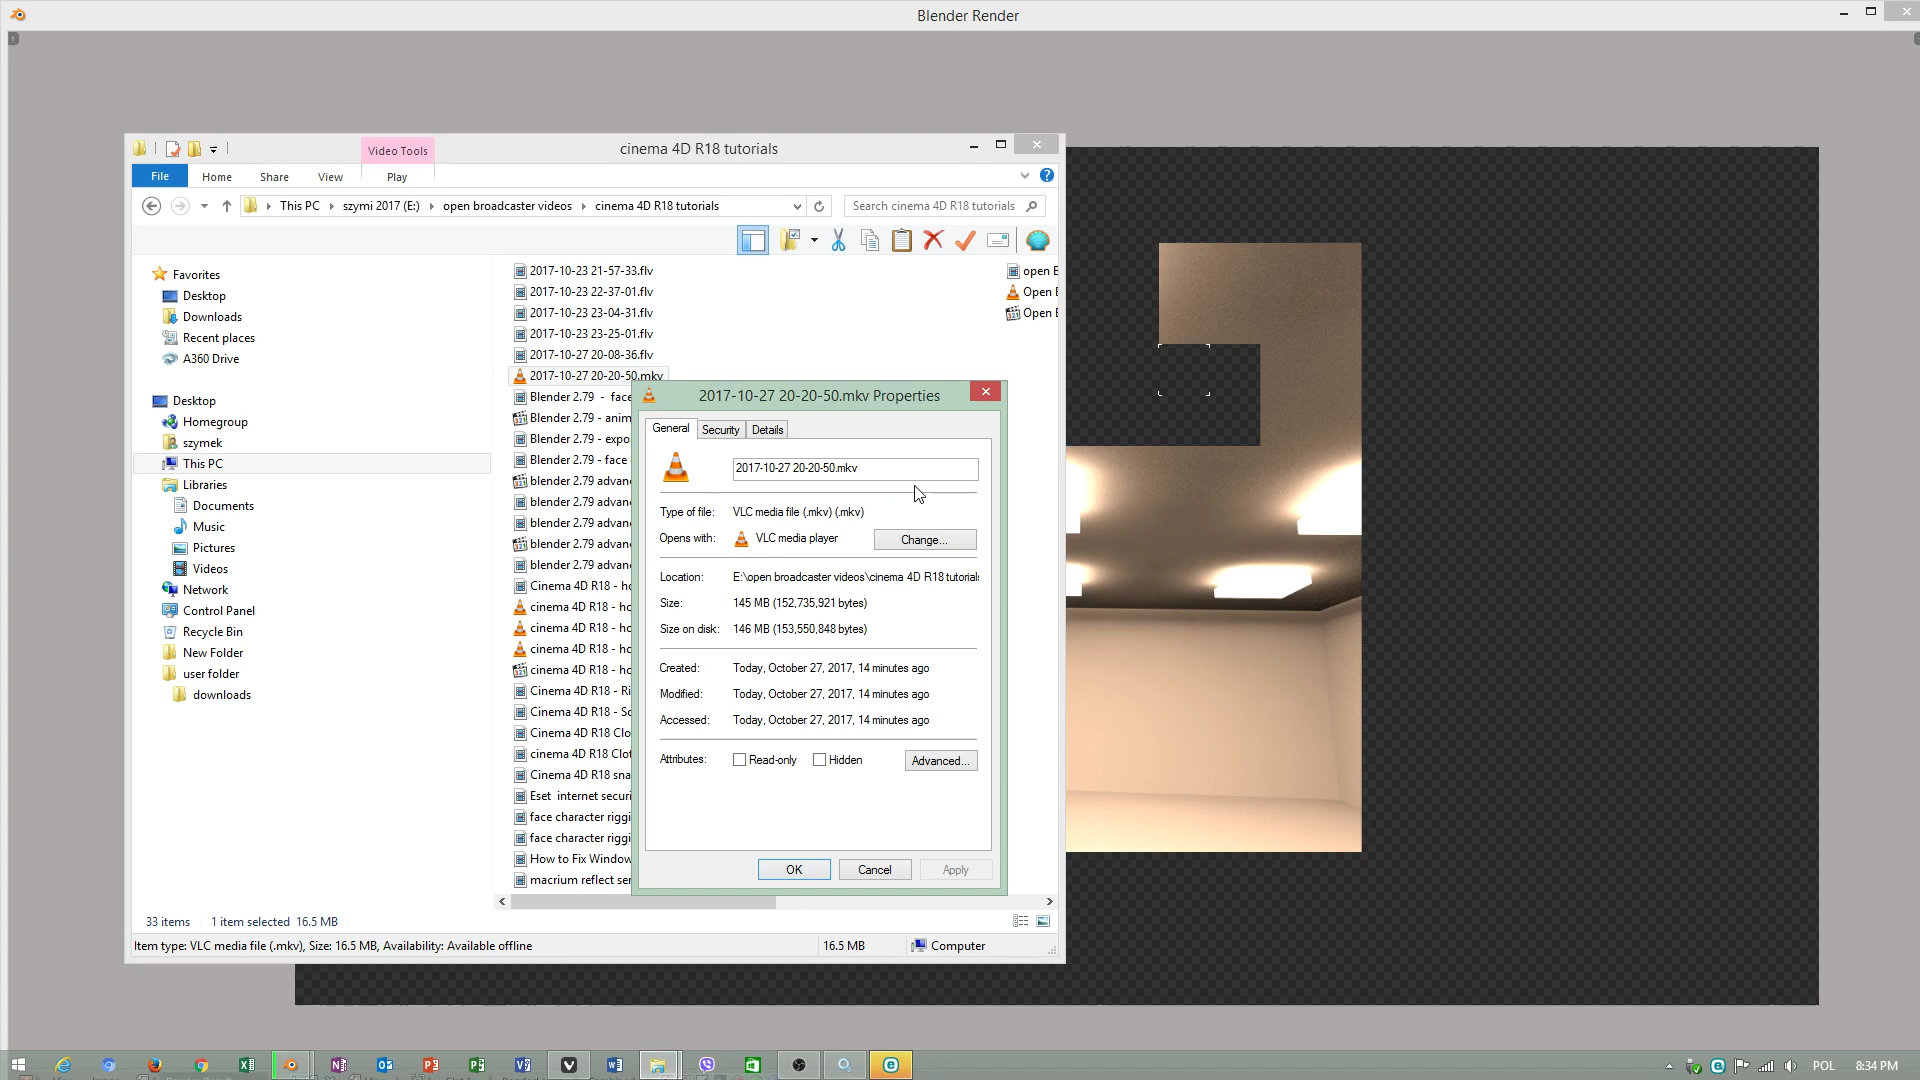 Blender Render
Video Tools
cinema 4D R18 tutorials
File
Home
Share
View
Play
This PC
szymi 2017 (E:)
open broadcaster videos
cinema 4D R18 tutorials
Search cinema 4D R18 tutorials
Favorites
Desktop
Downloads
Recent places
A360 Drive
Desktop
Homegroup
szymek
This PC
Libraries
Documents
Music
Pictures
Videos
Network
Control Panel
Recycle Bin
New Folder
user folder
downloads
2017-10-23 21-57-33.flv
2017-10-23 22-37-01.flv
2017-10-23 23-04-31.flv
2017-10-23 23-25-01.flv
2017-10-27 20-08-36.flv
2017-10-27 20-20-50.mkv
Blender 2.79 - face
Blender 2.79 - anim
Blender 2.79 - expo
Blender 2.79 - face
blender 2.79 advan
blender 2.79 advan
blender 2.79 advan
blender 2.79 advan
blender 2.79 advan
Cinema 4D R18 - ho
cinema 4D R18 - ho
cinema 4D R18 - ho
cinema 4D R18 - ho
cinema 4D R18 - ho
Cinema 4D R18 - Ri
Cinema 4D R18 - So
Cinema 4D R18 Clo
cinema 4D R18 Clot
Cinema 4D R18 sna
Eset internet securi
face character riggi
face character riggi
How to Fix Window
macrium reflect ser
open B
Open B
Open B
2017-10-27 20-20-50.mkv Properties
General
Security
Details
2017-10-27 20-20-50.mkv
Type of file: VLC media file (.mkv) (.mkv)
Opens with: VLC media player
Change...
Location: E:\open broadcaster videos\cinema 4D R18 tutorials
Size: 145 MB (152,735,921 bytes)
Size on disk: 146 MB (153,550,848 bytes)
Created: Today, October 27, 2017, 14 minutes ago
Modified: Today, October 27, 2017, 14 minutes ago
Accessed: Today, October 27, 2017, 14 minutes ago
Attributes: Read-only Hidden
Advanced...
OK
Cancel
Apply
33 items 1 item selected 16.5 MB
Item type: VLC media file (.mkv), Size: 16.5 MB, Availability: Available offline
16.5 MB
Computer
POL
8:34 PM